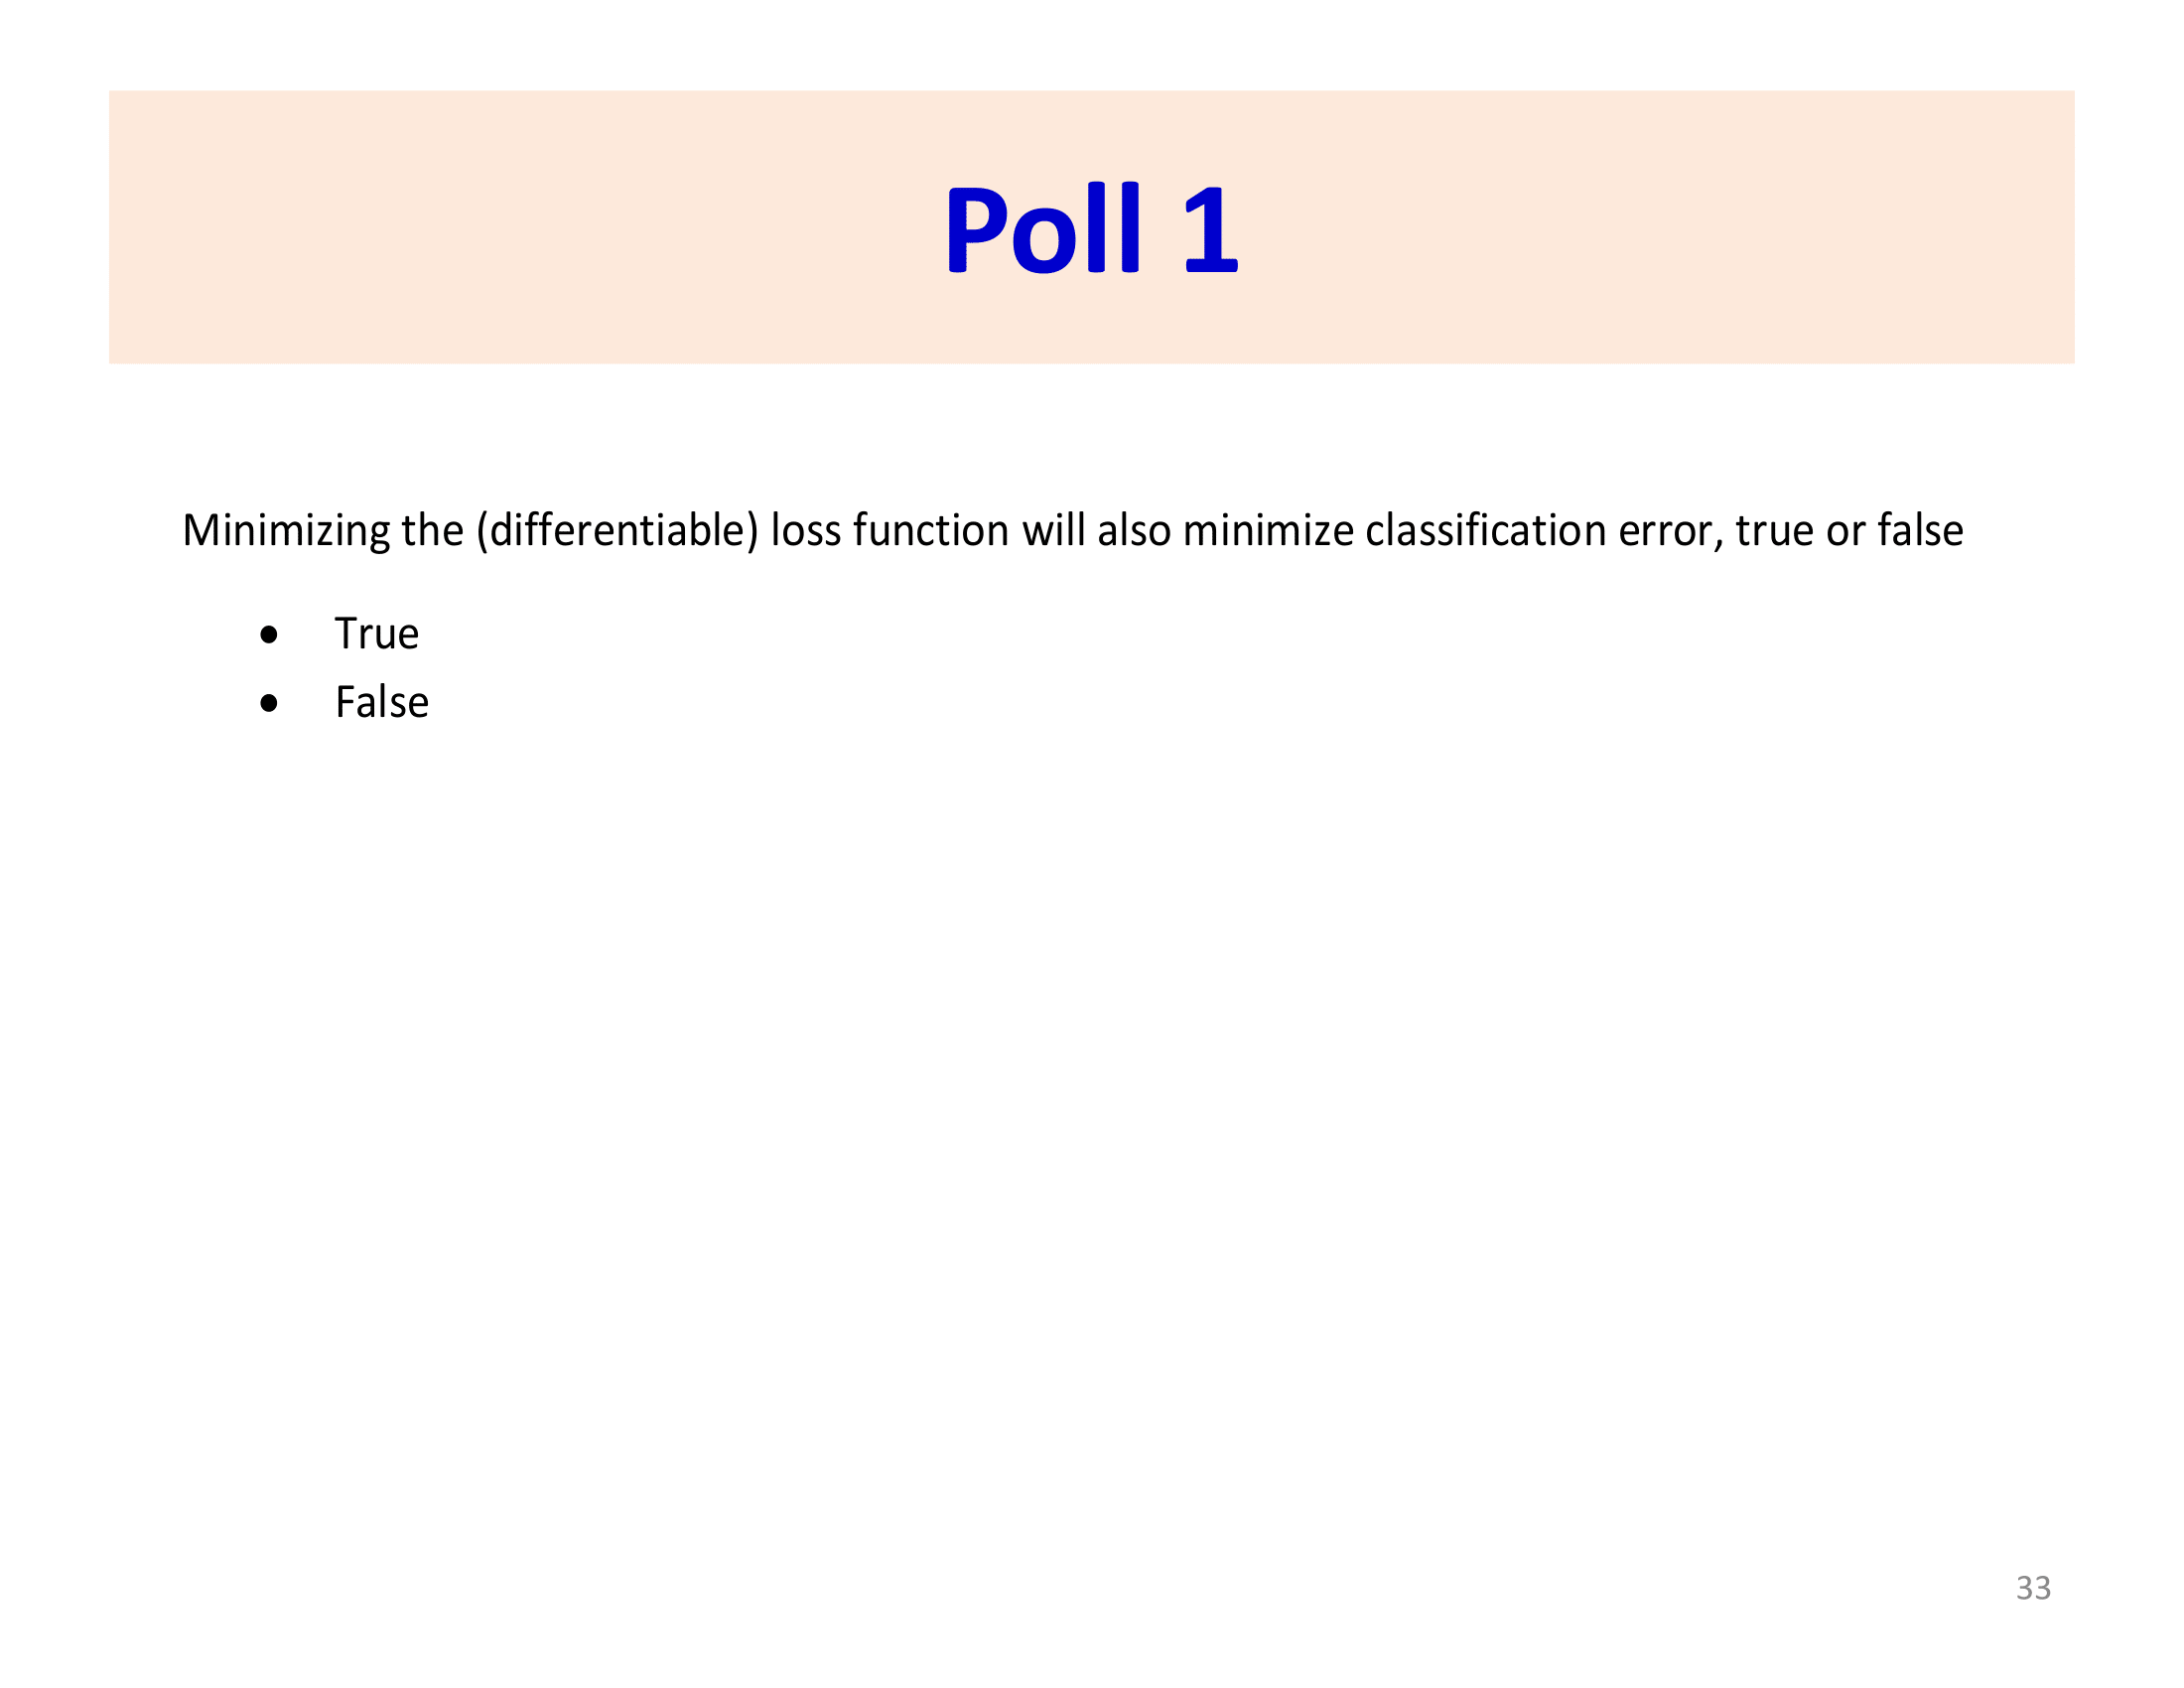 Poll 1
Minimizing the (differentiable) loss function will also minimize classification error, true or false
● True
● False
33